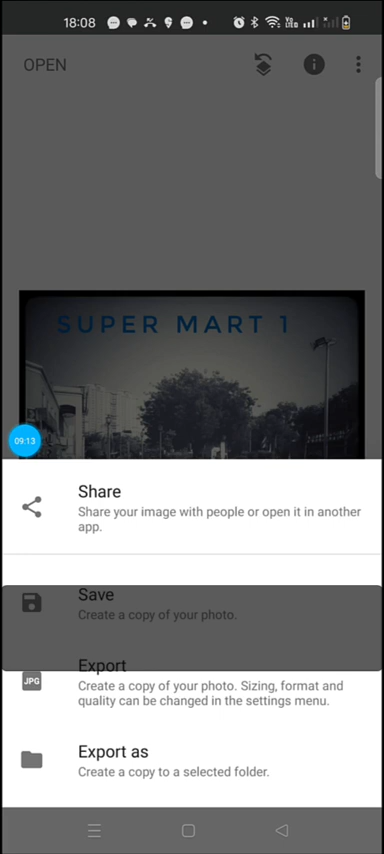 18:08
Vo
LTE
OPEN
SUPER MART 1
09:13
Share
Share your image with people or open it in another
app.
Save
Create a copy of your photo.
Export
JPG
Create a copy of your photo. Sizing, format and
quality can be changed in the settings menu.
Export as
Create a copy to a selected folder.